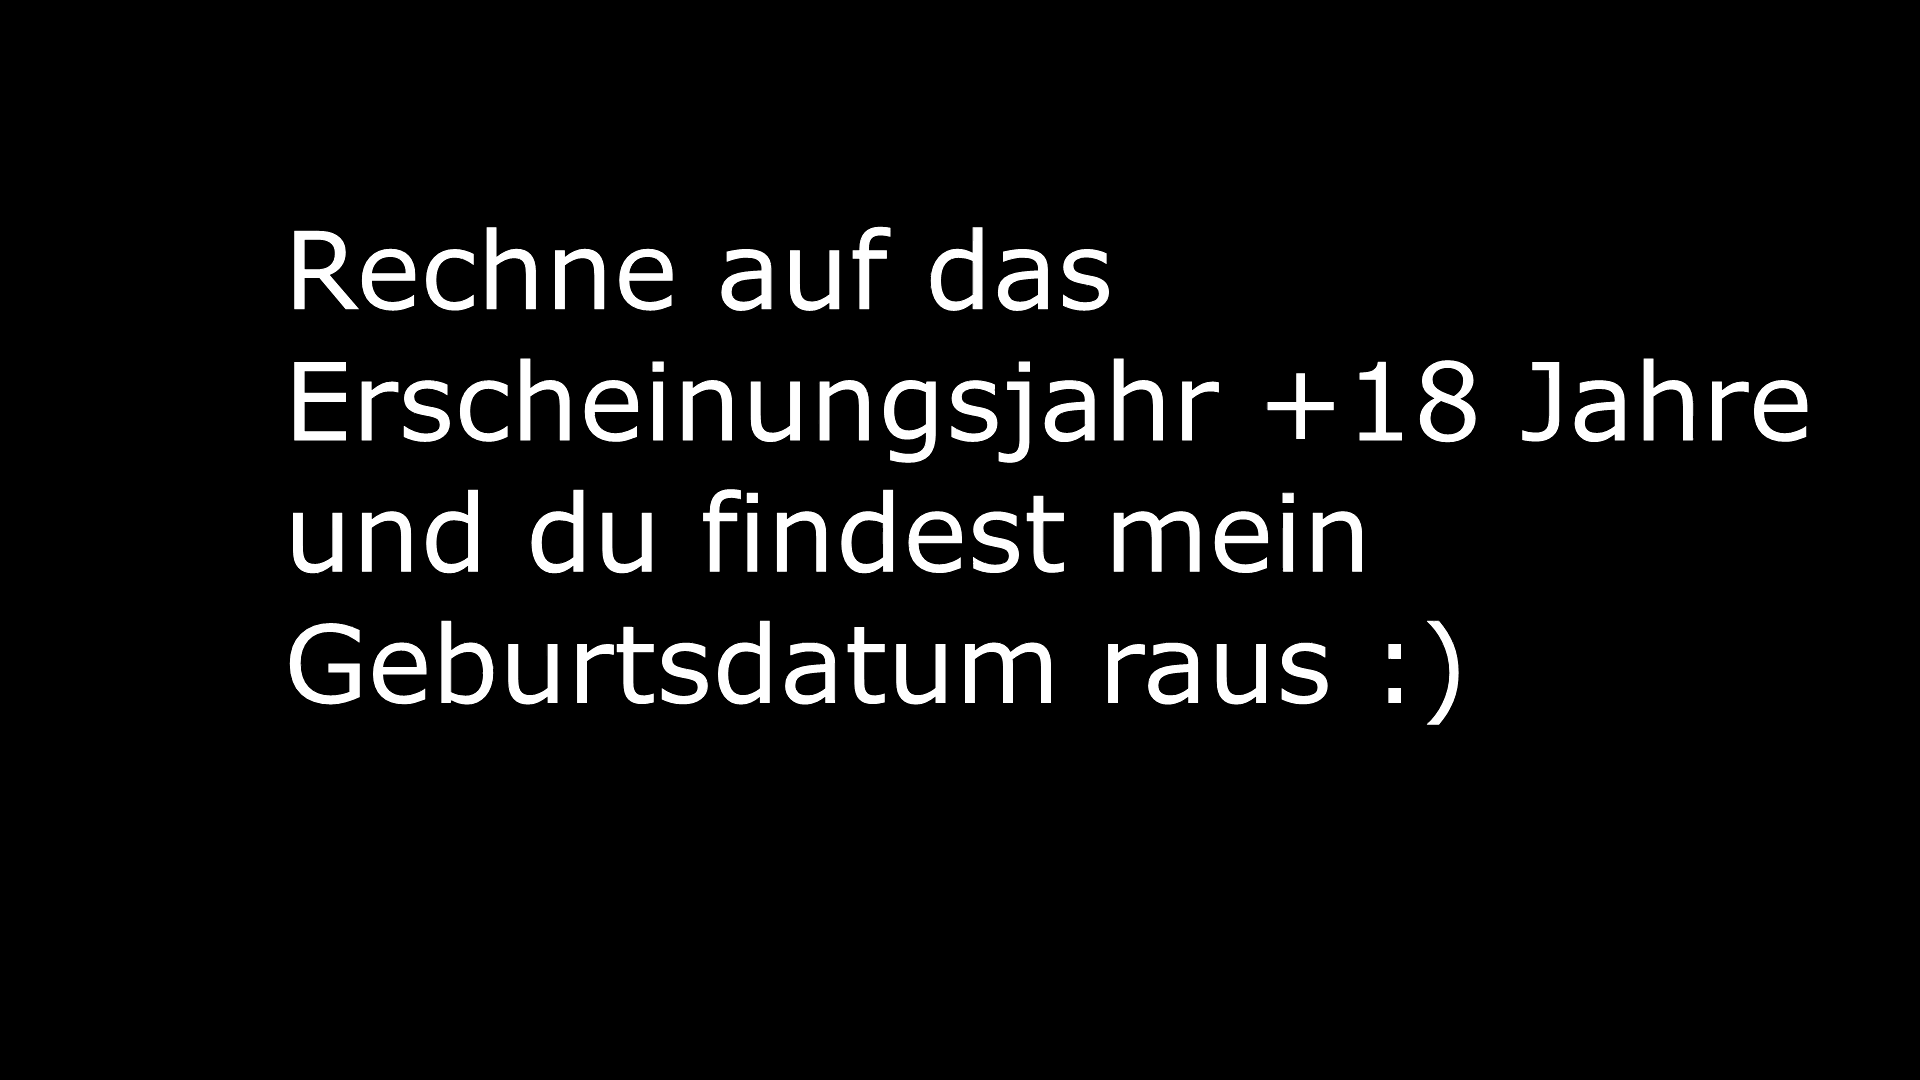 Rechne auf das
Erscheinungsjahr +18 Jahre
und du findest mein
Geburtsdatum raus :)